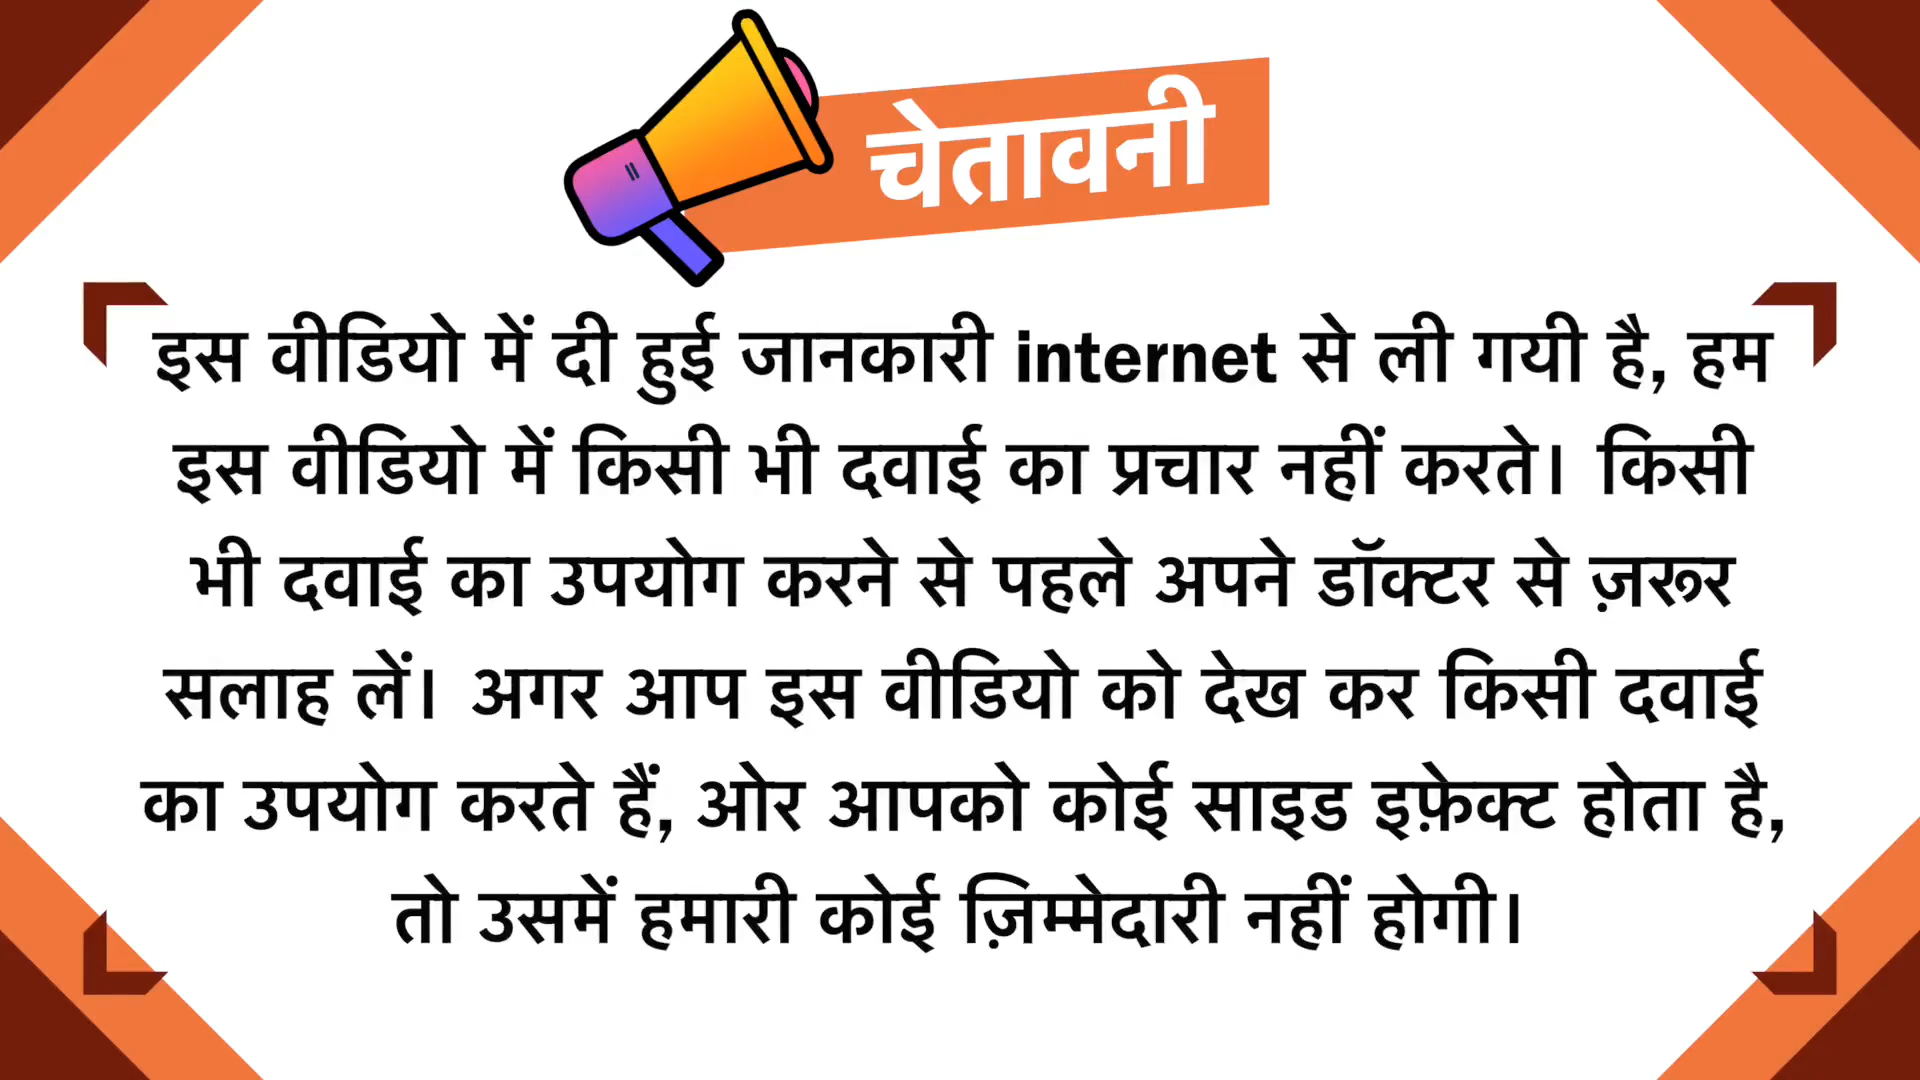 चेतावनी
इस वीडियो में दी हुई जानकारी internet से ली गयी है, हम
इस वीडियो में किसी भी दवाई का प्रचार नहीं करते। किसी
भी दवाई का उपयोग करने से पहले अपने डॉक्टर से ज़रूर
सलाह लें। अगर आप इस वीडियो को देख कर किसी दवाई
का उपयोग करते हैं, ओर आपको कोई साइड इफ़ेक्ट होता है,
तो उसमें हमारी कोई ज़िम्मेदारी नहीं होगी।